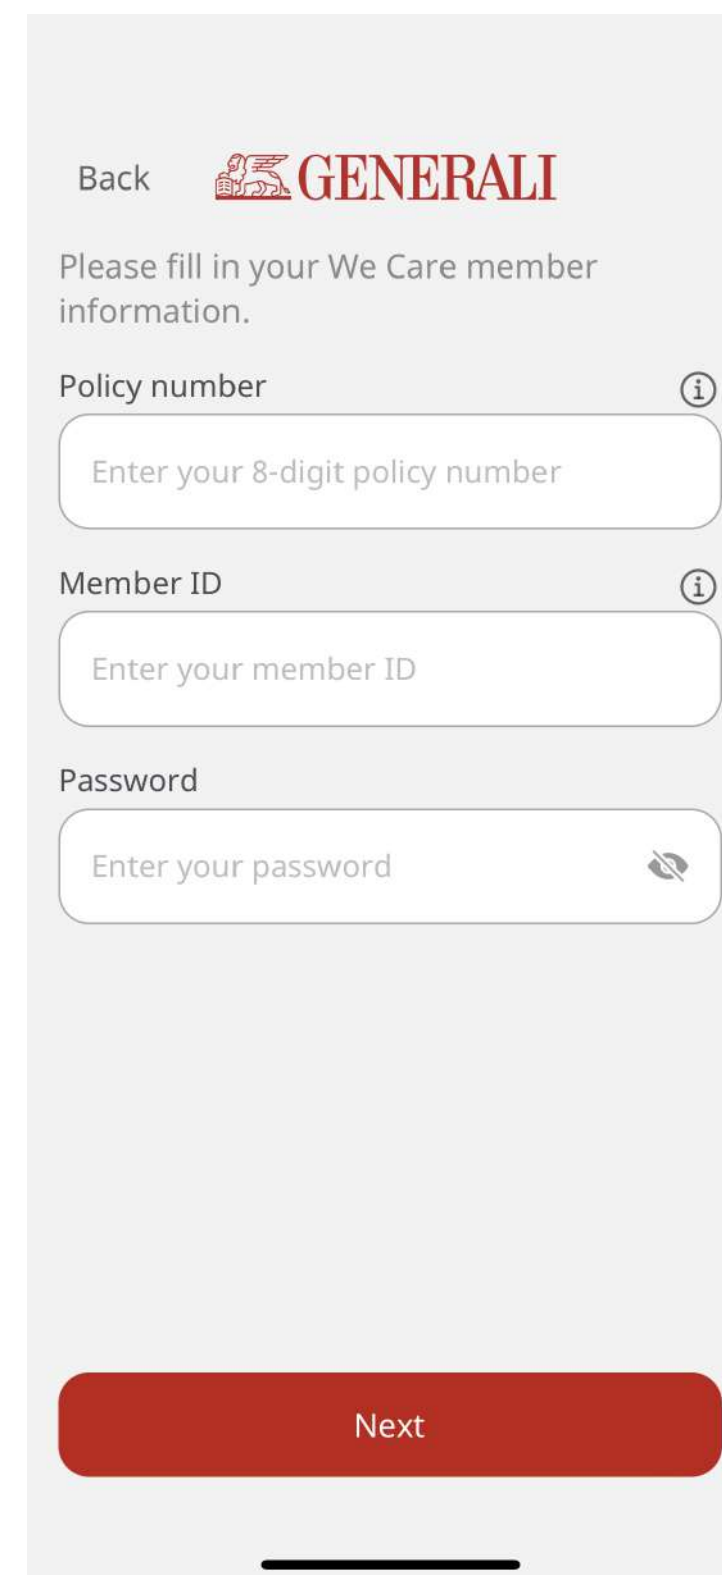 Back
GENERALI
Please fill in your We Care member
information.
Policy number
Enter your 8-digit policy number
Member ID
Enter your member ID
Password
Enter your password
Next